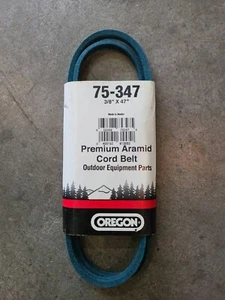 75-347
3/8" X 47"
Premium Aramid
Cord Belt
Outdoor Equipment Parts
OREGON